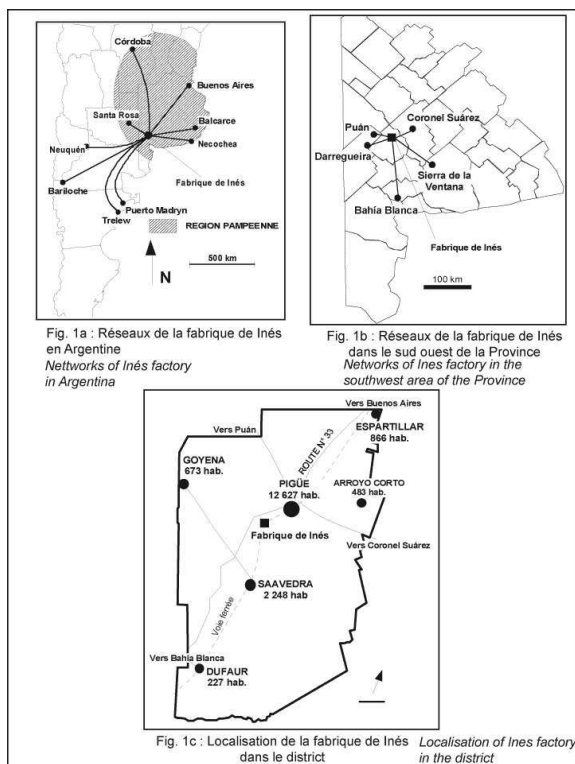 Córdoba
Buenos Aires
Santa Rosa
Balcarce
Neuquén
Necochea
Bariloche
Fabrique de Inés
Puerto Madryn
Trelew
REGION PAMPEENNE
N
500 km
Fig. 1a : Réseaux de la fabrique de Inés
en Argentine
Nettworks of Inés factory
in Argentina
Coronel Suárez
Puán
Darregueira
Sierra de la
Ventana
Bahía Blanca
Fabrique de Inés
100 km
Fig. 1b : Réseaux de la fabrique de Inés
dans le sud ouest de la Province
Networks of Ines factory in the
southwest area of the Province
Vers Buenos Aires
ESPARTILLAR
866 hab.
Vers Puán
ROUTE N° 33
GOYENA
673 hab.
PIGÜE
12 627 hab.
ARROYO CORTO
483 hab.
Fabrique de Inés
Vers Coronel Suárez
SAAVEDRA
2 248 hab
Voie ferrée
Vers Bahía Blanca
DUFAUR
227 hab.
Fig. 1c : Localisation de la fabrique de Inés
dans le district
Localisation of Ines factory
in the district